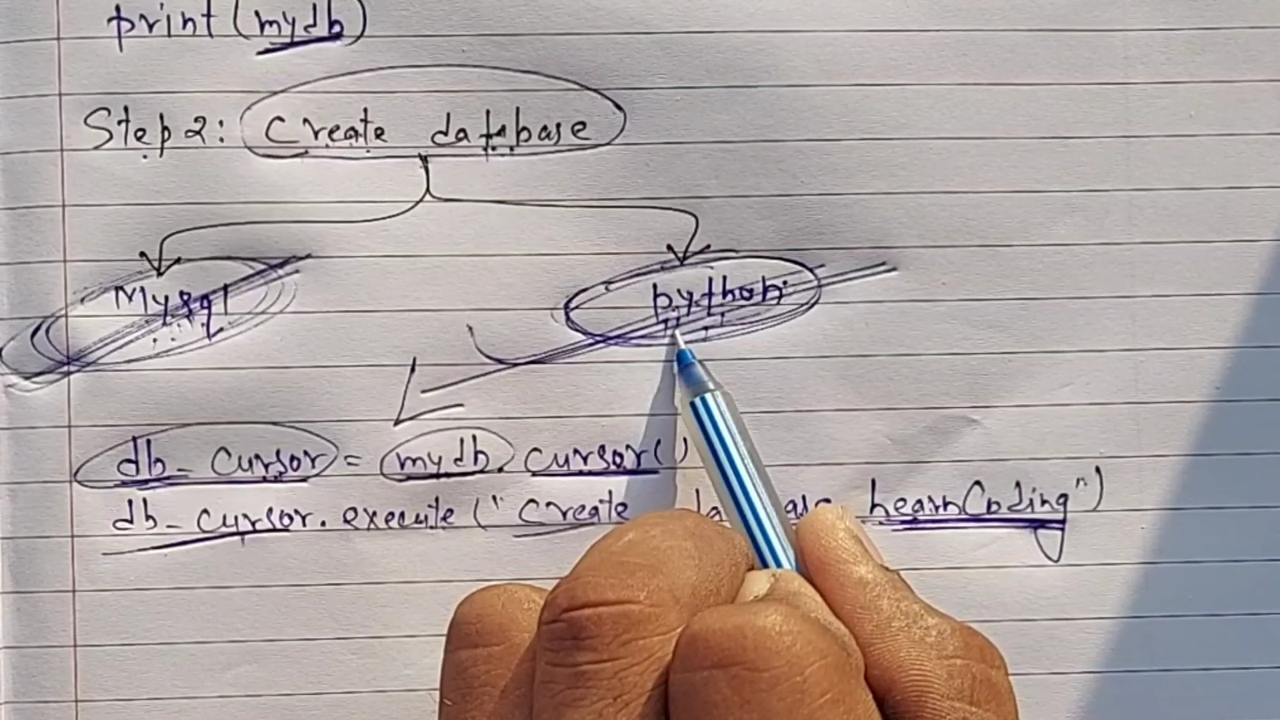 print(mydb)
Step 2: Create database
Mysql python
db_cursor = mydb.cursor()
db_cursor.execute("Create LearnCoding")